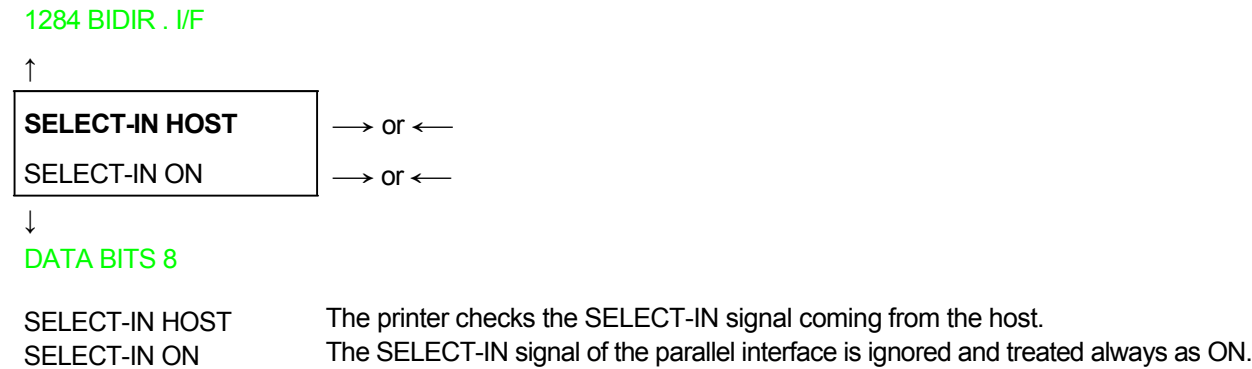 1284 BIDIR . I/F
↑
SELECT-IN HOST → or ←
SELECT-IN ON → or ←
↓
DATA BITS 8
SELECT-IN HOST The printer checks the SELECT-IN signal coming from the host.
SELECT-IN ON The SELECT-IN signal of the parallel interface is ignored and treated always as ON.